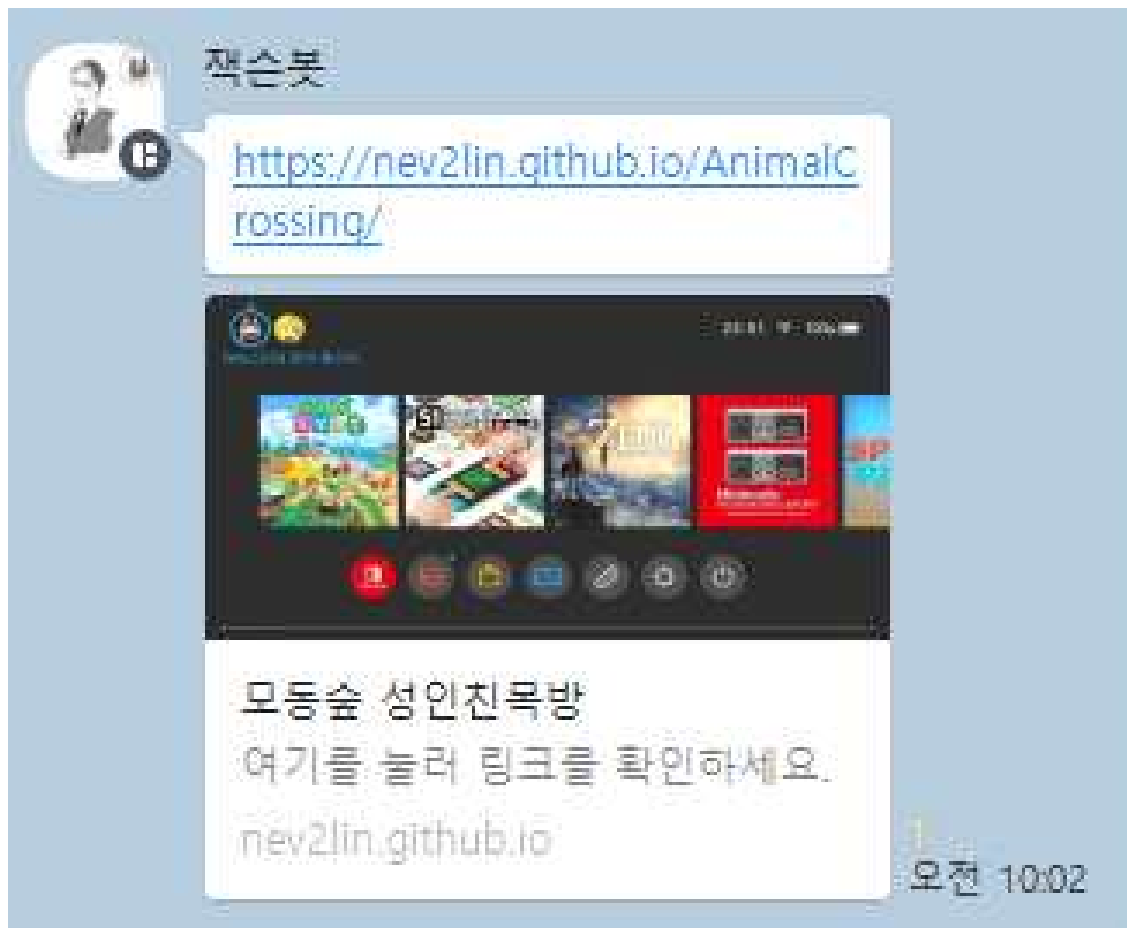 잭슨봇
https://nev2lin.github.io/AnimalC
rossing/
모동숲 성인친목방
여기를 눌러 링크를 확인하세요.
nev2lin.github.io
1
오전 10:02